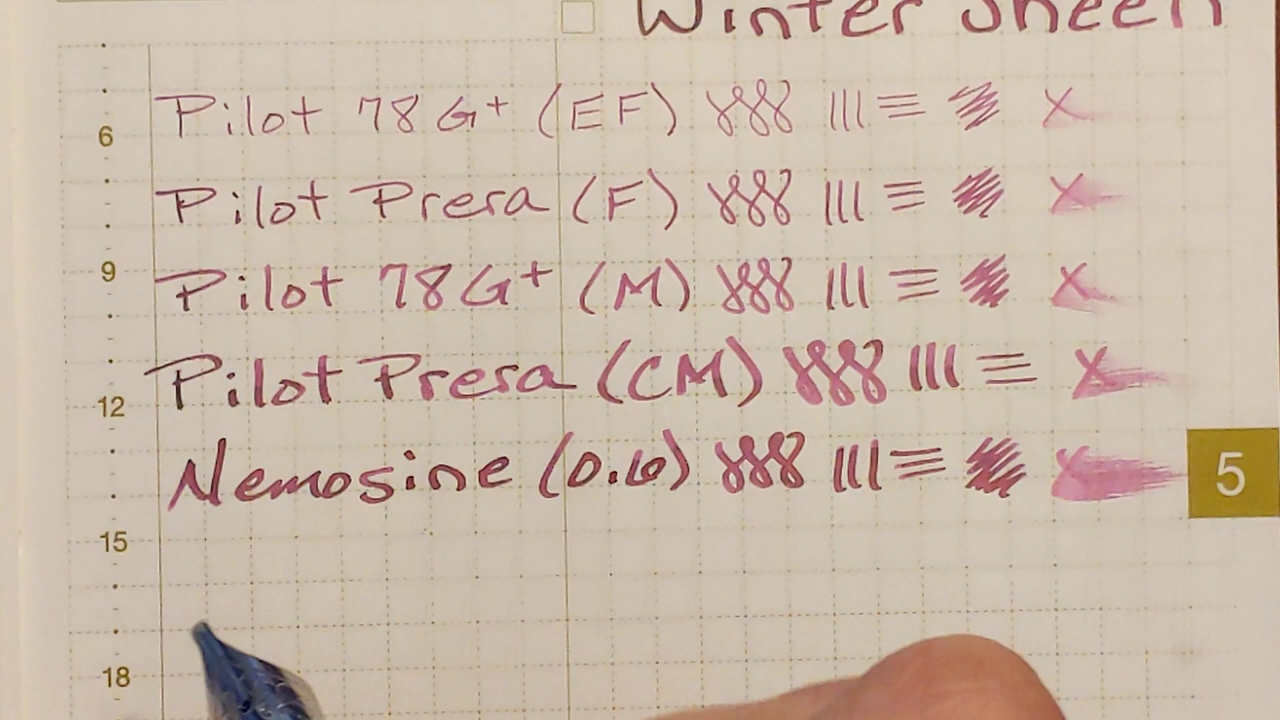 Winter Sheen
6 Pilot 78G+ (EF)
Pilot Presa (F)
9 Pilot 78G+ (M)
Pilot Presa (CM)
12
Nemosine (0.6)
5
15
18